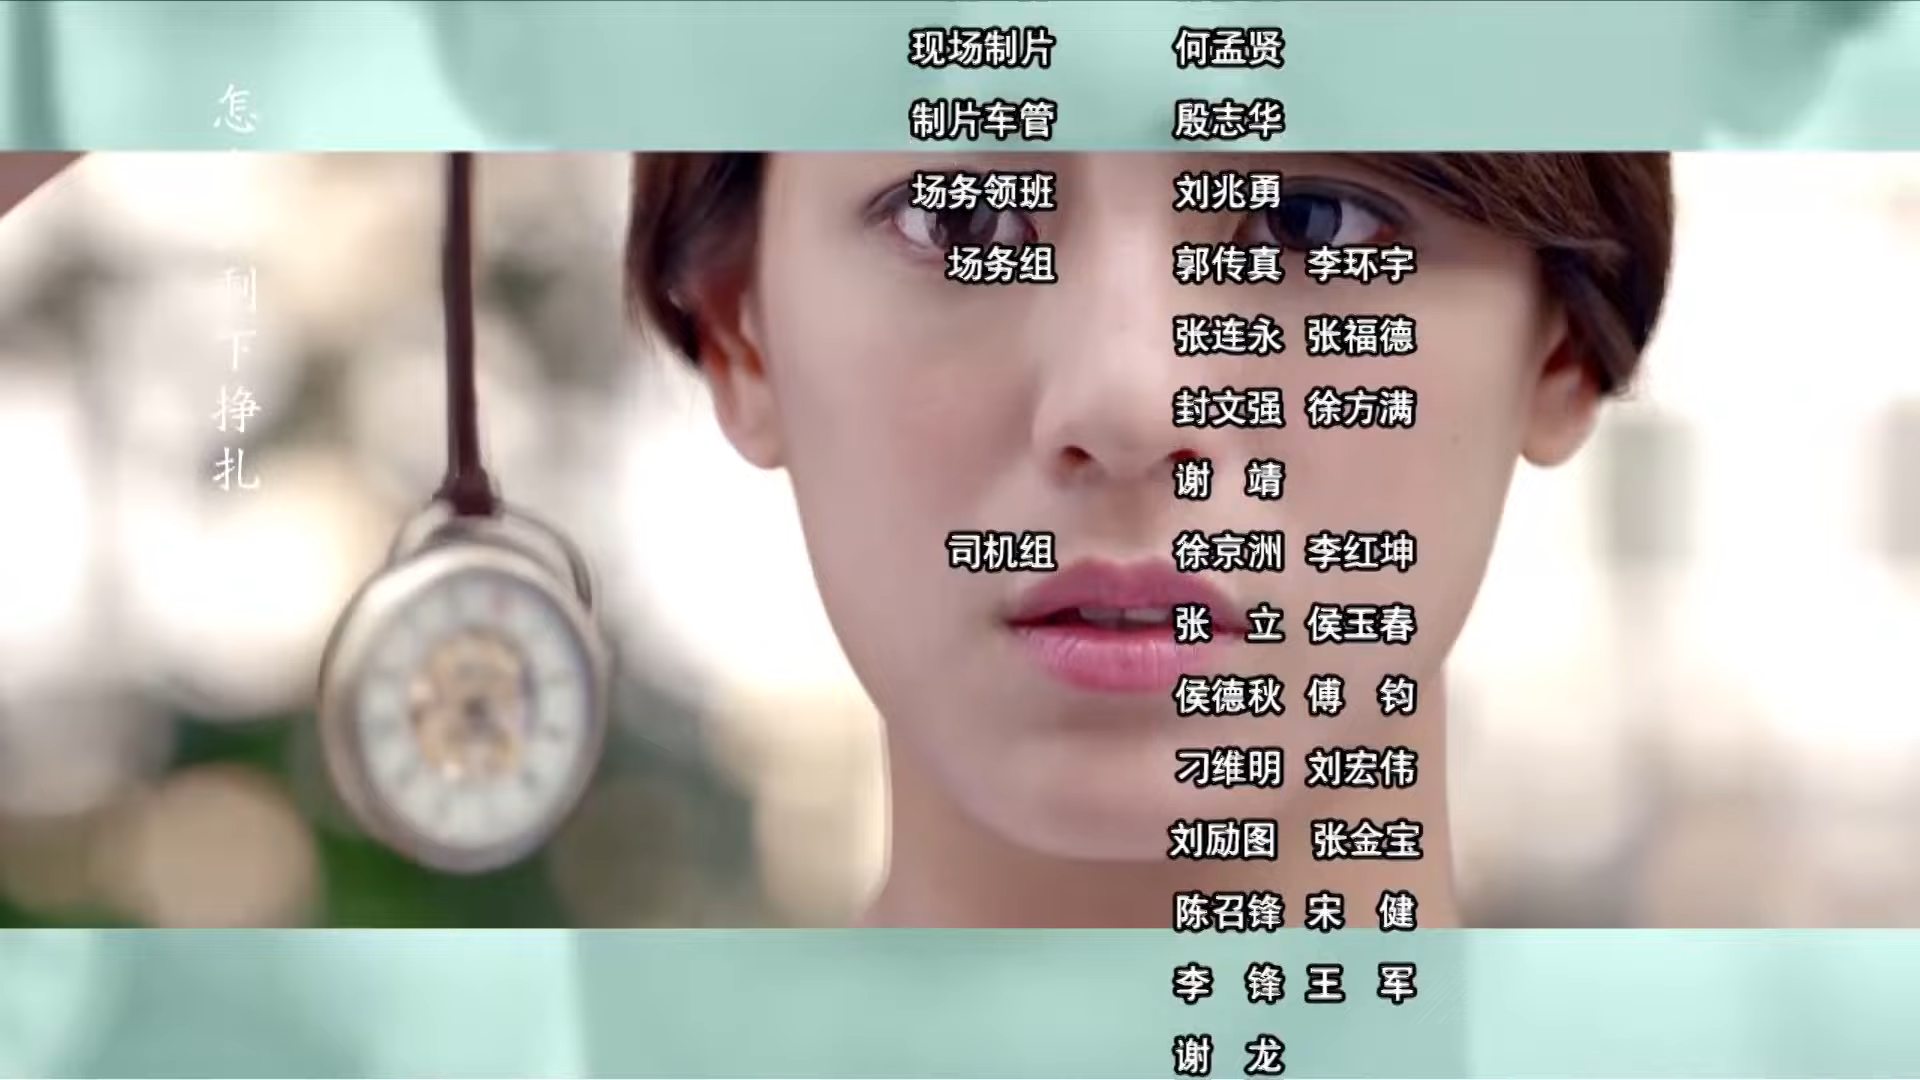 现场制片 何孟贤
制片车管 殷志华
场务领班 刘兆勇
场务组 郭传真 李环宇
张连永 张福德
封文强 徐方满
谢 靖
司机组 徐京洲 李红坤
张 立 侯玉春
侯德秋 傅 钧
刁维明 刘宏伟
刘励图 张金宝
陈召锋 宋 健
李 锋 王 军
谢 龙
怎 利下挣扎